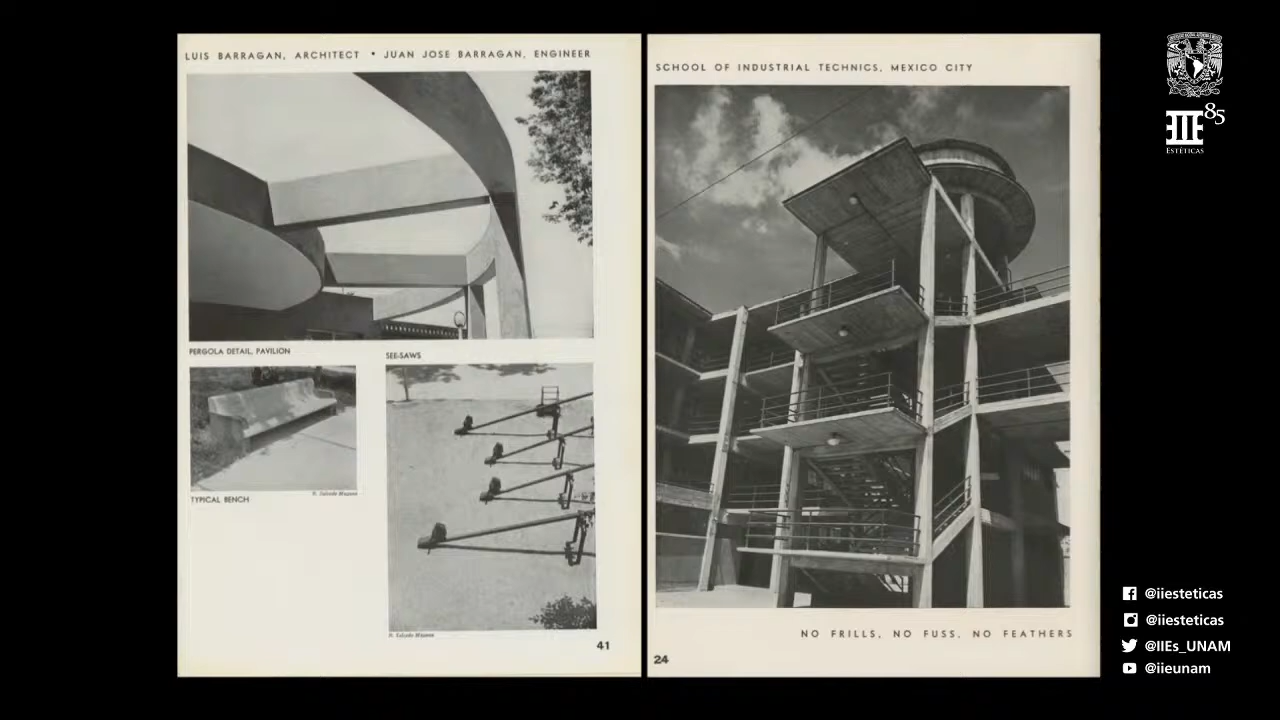 LUIS BARRAGAN, ARCHITECT • JUAN JOSE BARRAGAN, ENGINEER
PERGOLA DETAIL, PAVILION
SEE-SAWS
TYPICAL BENCH
41
SCHOOL OF INDUSTRIAL TECHNICS, MEXICO CITY
NO FRILLS, NO FUSS, NO FEATHERS
24
85
ESTÉTICAS
@iiesteticas
@iiesteticas
@IIEs_UNAM
@iieunam